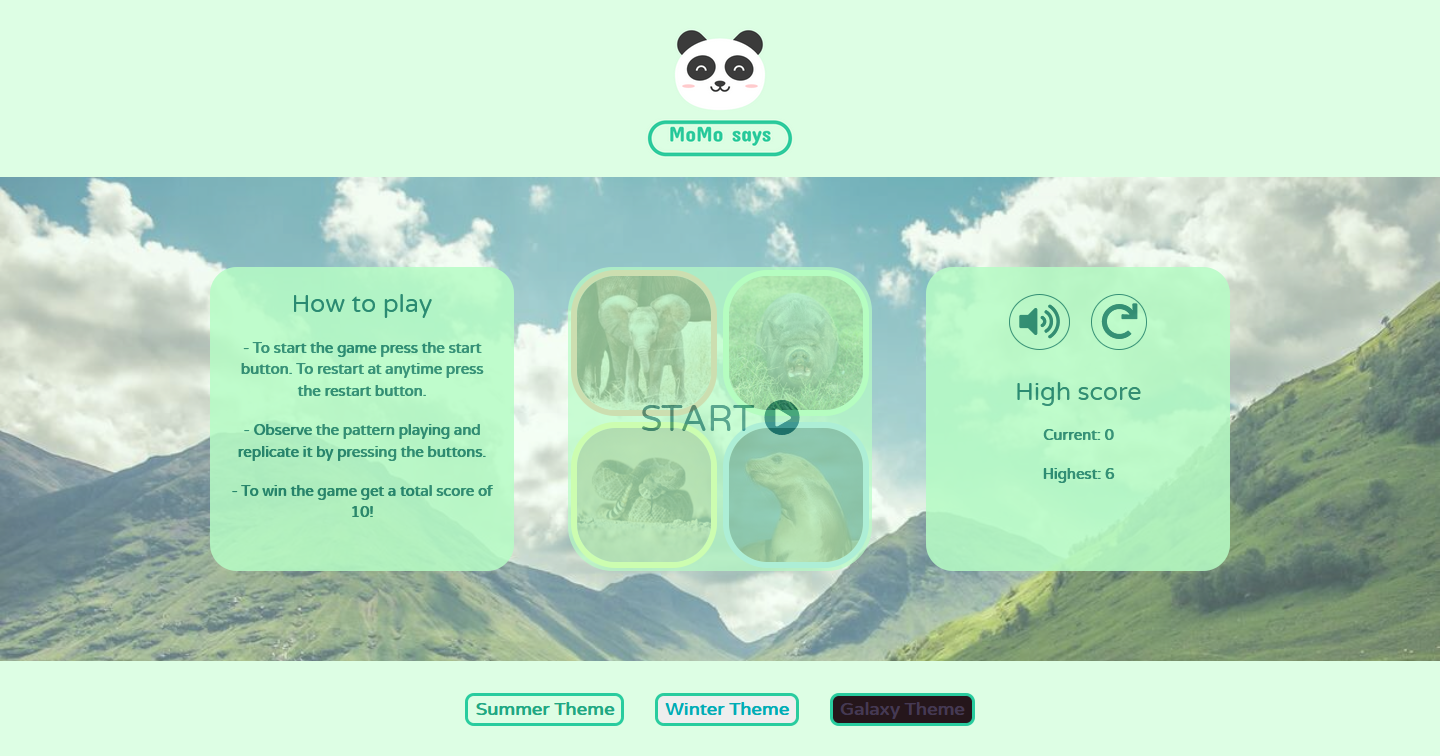 MoMo says
How to play
- To start the game press the start
button. To restart at anytime press
the restart button.
- Observe the pattern playing and
replicate it by pressing the buttons.
- To win the game get a total score of
10!
START
High score
Current: 0
Highest: 6
Summer Theme
Winter Theme
Galaxy Theme